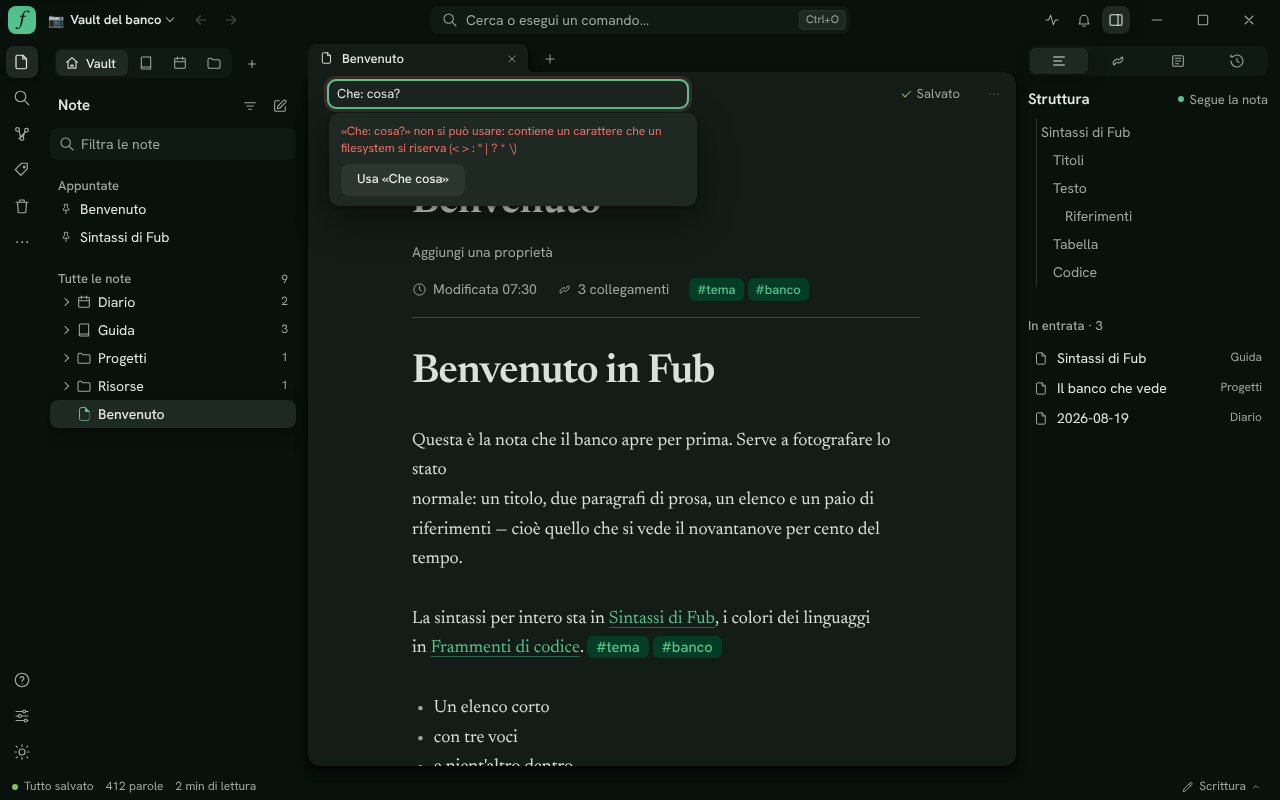 Vault del banco
Cerca o esegui un comando…
Ctrl+O
Vault
Benvenuto
Note
Filtra le note
Appuntate
Benvenuto
Sintassi di Fub
Tutte le note 9
Diario 2
Guida 3
Progetti 1
Risorse 1
Benvenuto
Che: cosa?
Salvato
«Che: cosa?» non si può usare: contiene un carattere che un
filesystem si riserva (< > : " | ? * \)
Usa «Che cosa»
Benvenuto
Aggiungi una proprietà
Modificata 07:30
3 collegamenti
#tema
#banco
Benvenuto in Fub
Questa è la nota che il banco apre per prima. Serve a fotografare lo
stato
normale: un titolo, due paragrafi di prosa, un elenco e un paio di
riferimenti — cioè quello che si vede il novantanove per cento del
tempo.
La sintassi per intero sta in Sintassi di Fub, i colori dei linguaggi
in Frammenti di codice. #tema #banco
• Un elenco corto
• con tre voci
• e nient'altro dentro
Struttura
Segue la nota
Sintassi di Fub
Titoli
Testo
Riferimenti
Tabella
Codice
In entrata · 3
Sintassi di Fub Guida
Il banco che vede Progetti
2026-08-19 Diario
Tutto salvato
412 parole
2 min di lettura
Scrittura